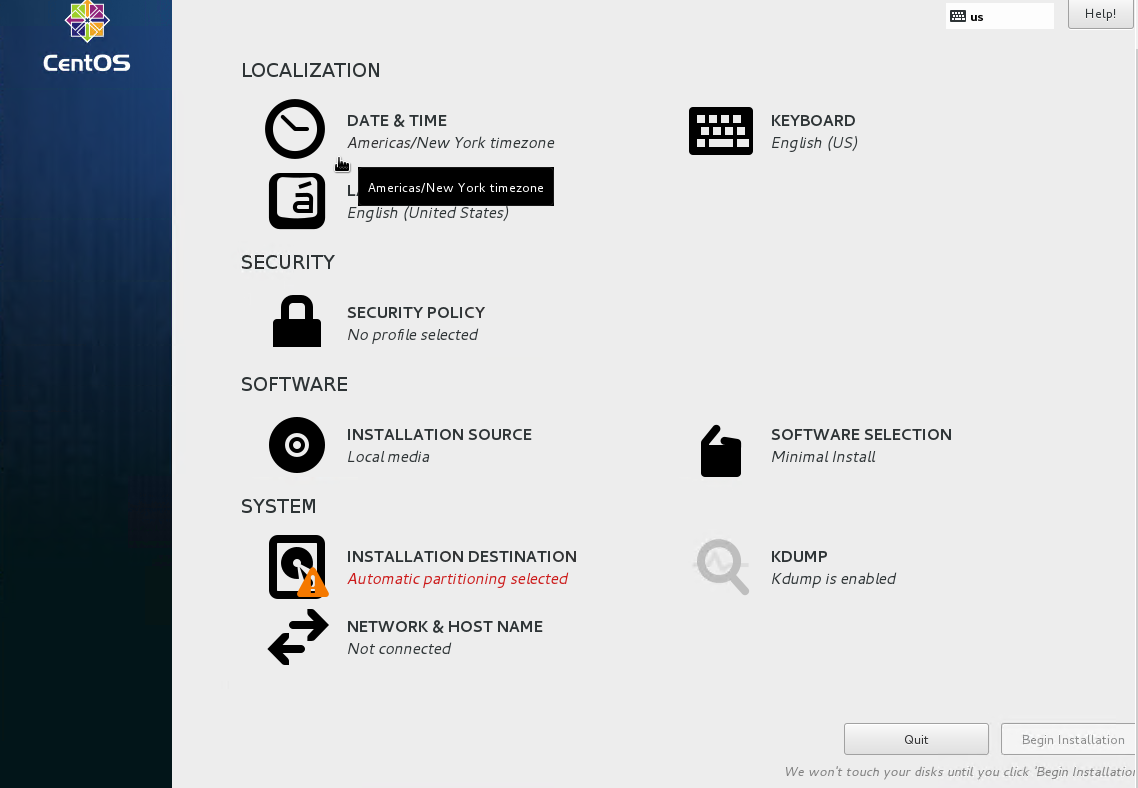 CentOS
us
Help!
LOCALIZATION
DATE & TIME
Americas/New York timezone
KEYBOARD
English (US)
Americas/New York timezone
English (United States)
SECURITY
SECURITY POLICY
No profile selected
SOFTWARE
INSTALLATION SOURCE
Local media
SOFTWARE SELECTION
Minimal Install
SYSTEM
INSTALLATION DESTINATION
Automatic partitioning selected
KDUMP
Kdump is enabled
NETWORK & HOST NAME
Not connected
Quit
Begin Installation
We won't touch your disks until you click 'Begin Installation